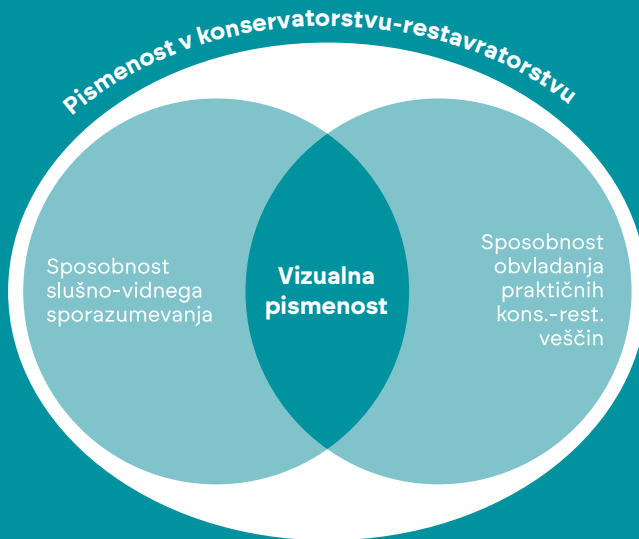 Pismenost v konservatorstvu-restavratorstvu
Sposobnost
slušno-vidnega
sporazumevanja
Vizualna
pismenost
Sposobnost
obvladanja
praktičnih
kons.-rest.
veščin